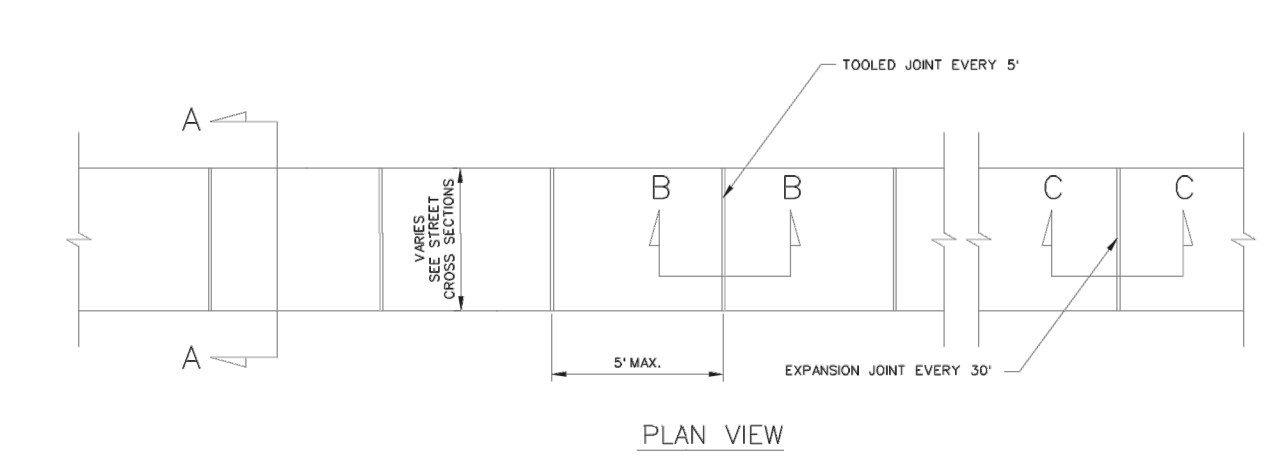 TOOLED JOINT EVERY 5'
A
B
B
C
C
VARIES
SEE STREET
CROSS SECTIONS
A
5' MAX.
EXPANSION JOINT EVERY 30'
PLAN VIEW